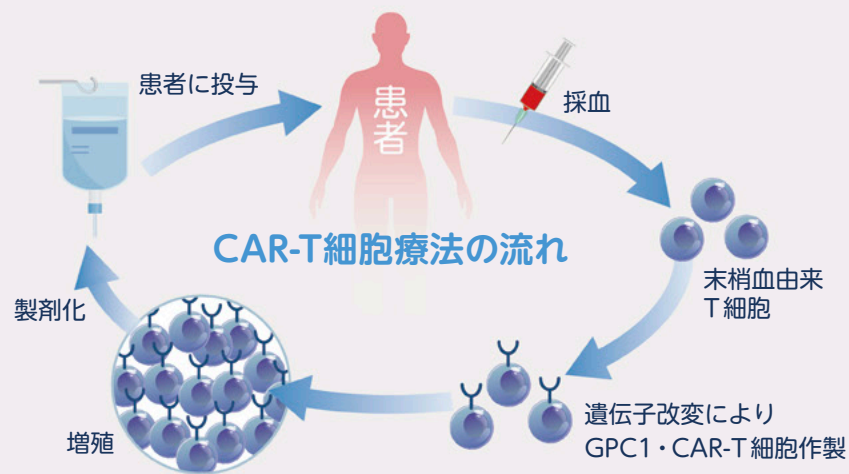 患者に投与
患者
採血
CAR-T細胞療法の流れ
末梢血由来
T細胞
製剤化
遺伝子改変により
GPC1・CAR-T細胞作製
増殖